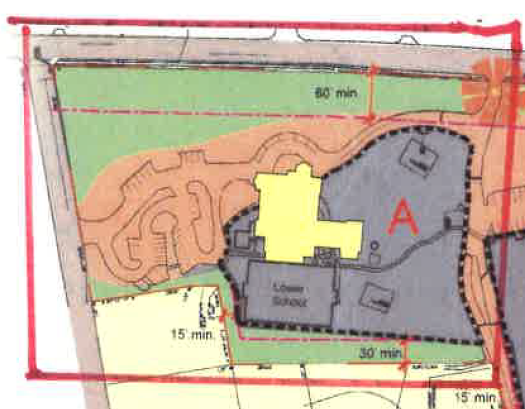 60' min.
A
Lower
School
15' min.
30' min.
15' min.